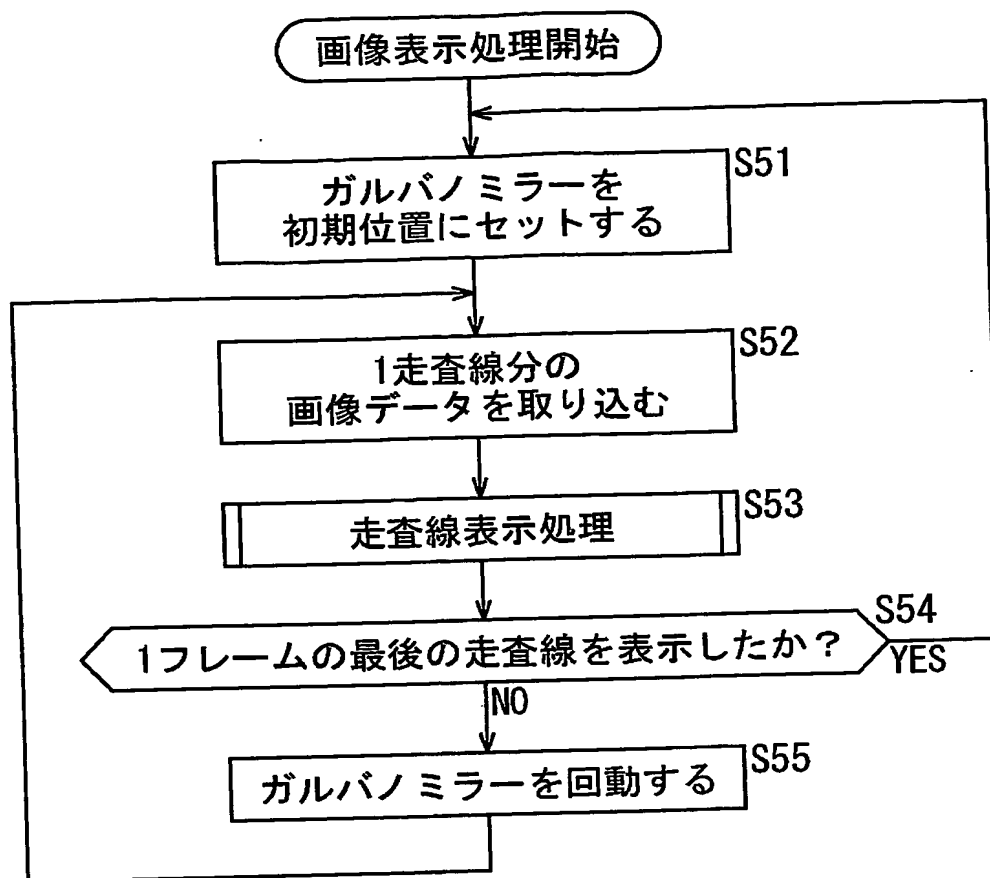 画像表示処理開始
S51
ガルバノミラーを
初期位置にセットする
S52
1走査線分の
画像データを取り込む
S53
走査線表示処理
S54
1フレームの最後の走査線を表示したか？
YES
NO
S55
ガルバノミラーを回動する